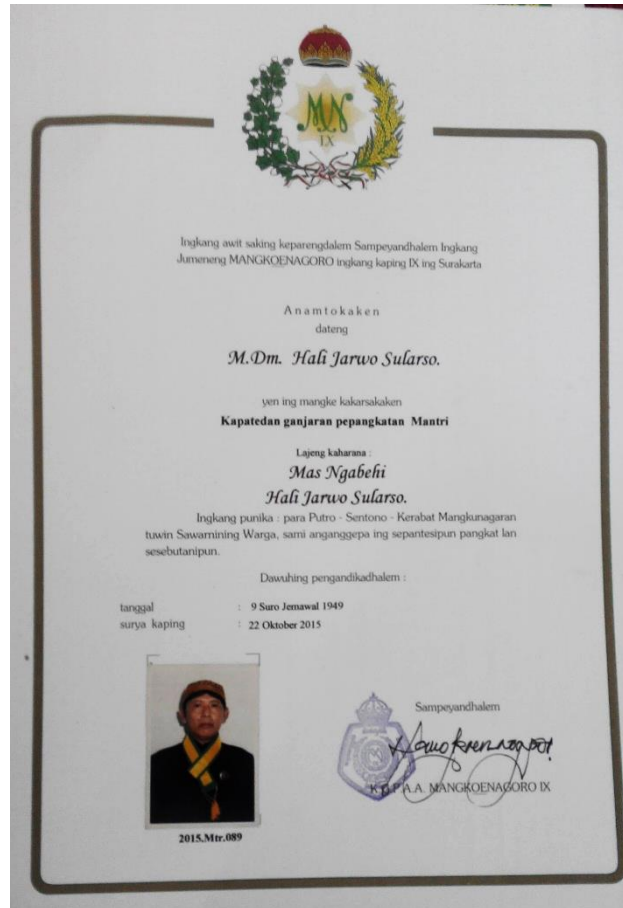 MN
IX
Ingkang awit saking keparengdalem Sampeyandhalem Ingkang
Jumeneng MANGKOENAGORO ingkang kaping IX ing Surakarta
Anamtokaken
dateng
M.Dm. Hali Jarwo Sularso.
yen ing mangke kakarsakaken
Kapatedan ganjaran pepangkatan Mantri
Lajeng kaharana :
Mas Ngabehi
Hali Jarwo Sularso.
Ingkang punika : para Putro - Sentono - Kerabat Mangkunagaran
tuwin Sawarnining Warga, sami anganggepa ing sepantesipun pangkat lan
sesebutanipun.
Dawuhing pengandikadhalem :
tanggal : 9 Suro Jemawal 1949
surya kaping : 22 Oktober 2015
Sampeyandhalem
K.G.P.A.A. MANGKOENAGORO IX
2015.Mtr.089